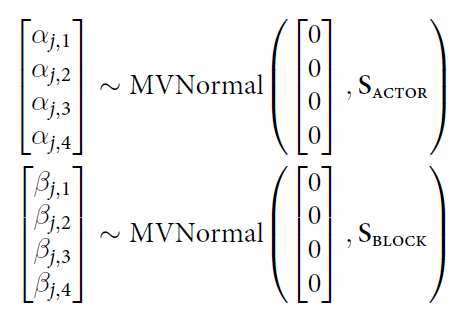 [α_{j,1}] ∼ MVNormal ([0], S_ACTOR)
[α_{j,2}] [0]
[α_{j,3}] [0]
[α_{j,4}] [0]
[β_{j,1}] ∼ MVNormal ([0], S_BLOCK)
[β_{j,2}] [0]
[β_{j,3}] [0]
[β_{j,4}] [0]